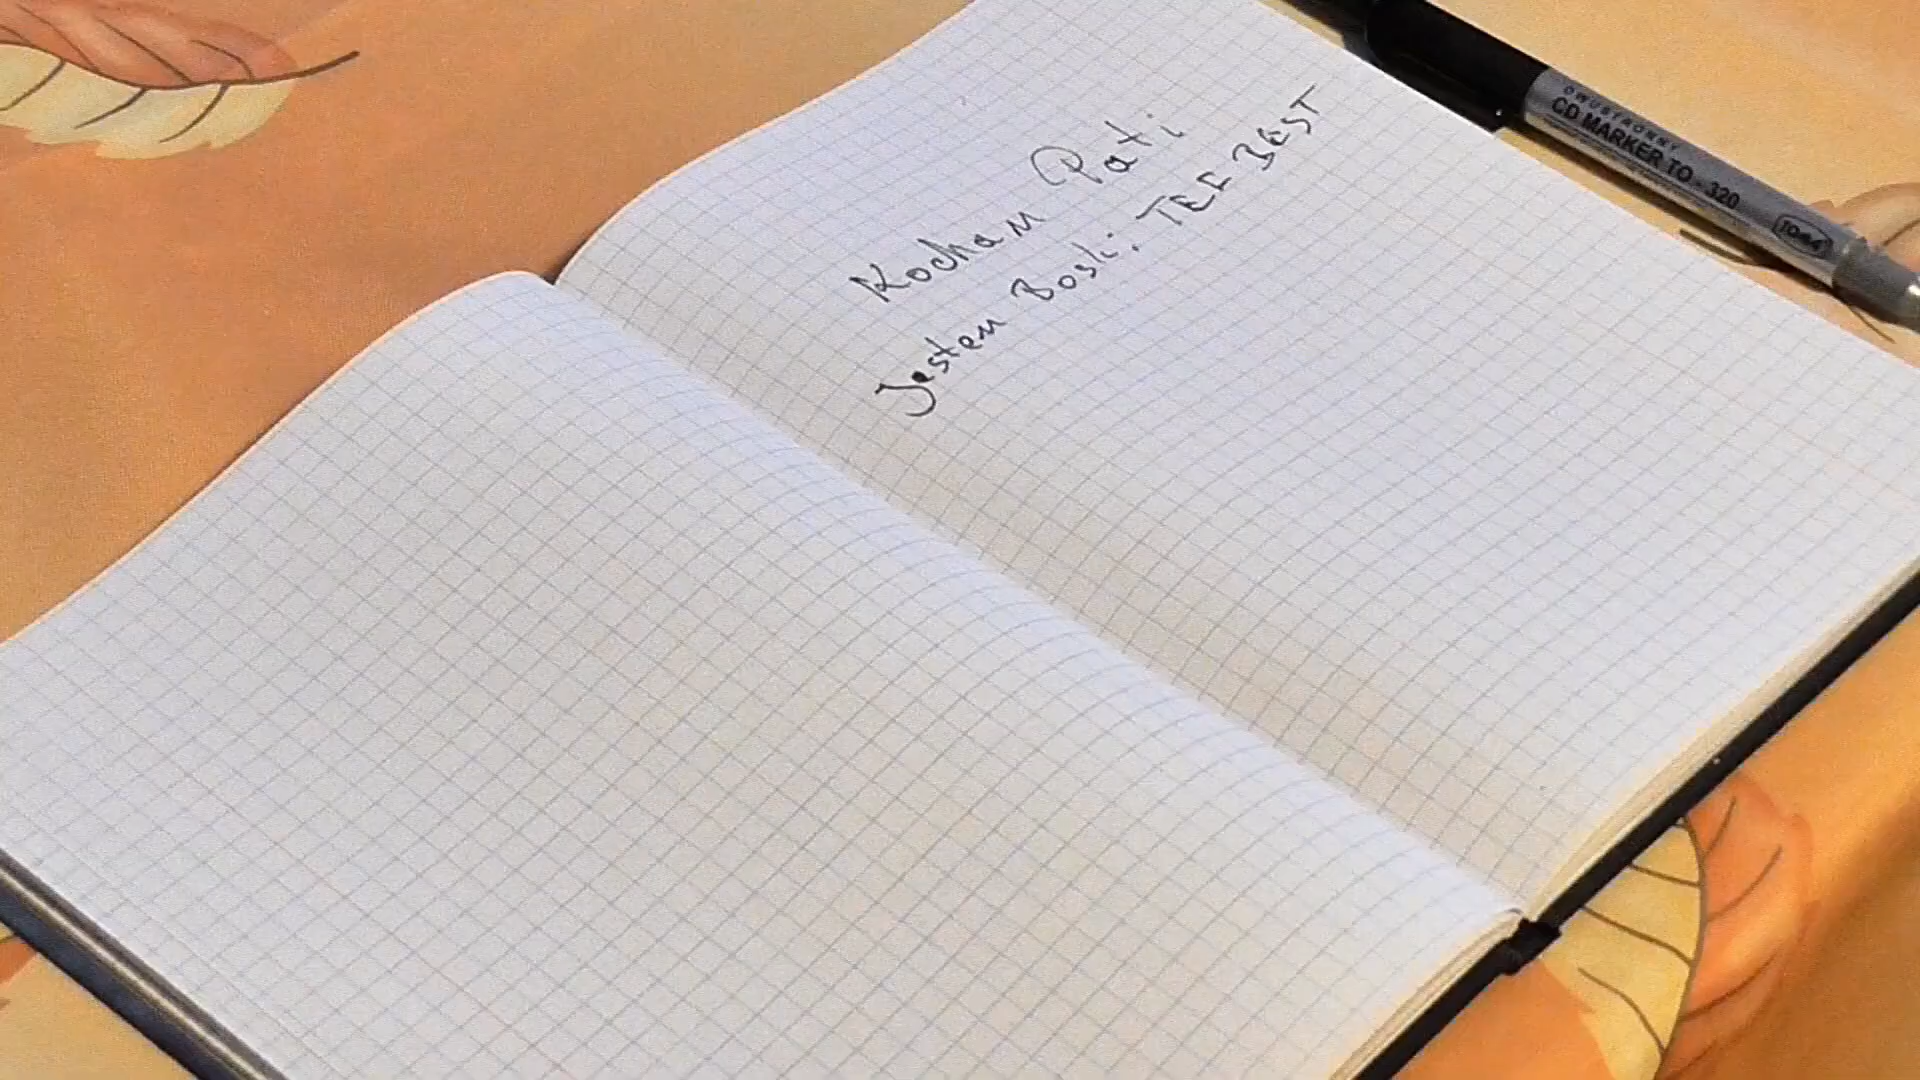 Kocham Pati
Jestem Boski. TEF BEST
DWUSTRONNY
CD MARKER TO - 320
TOMA